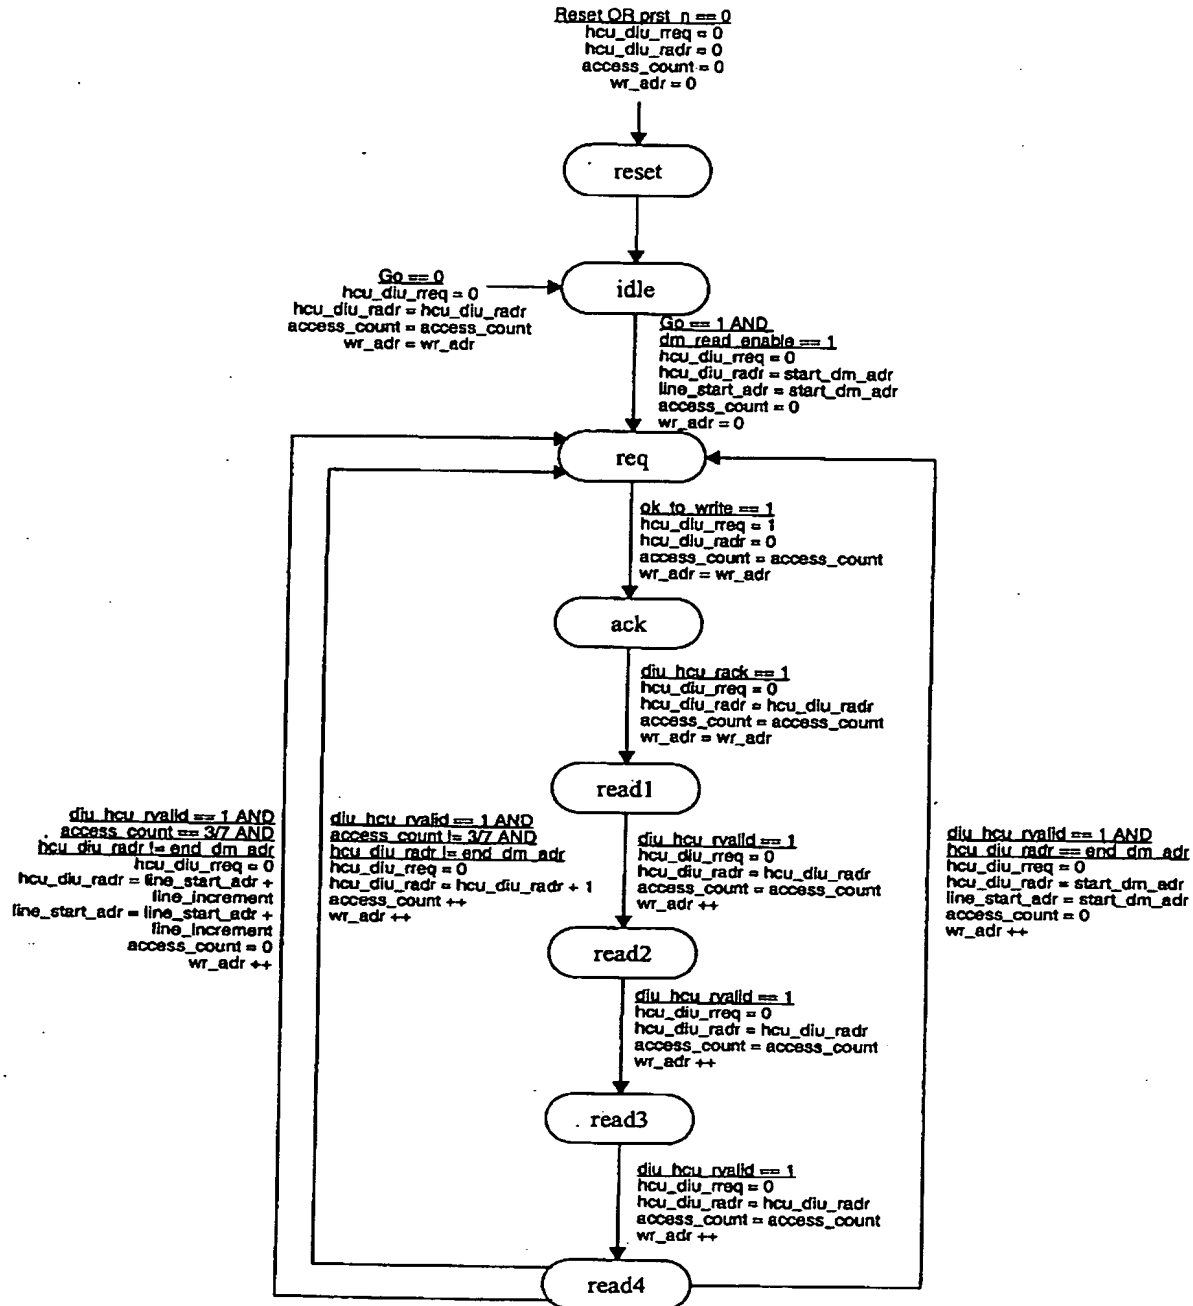 Reset OR prst_n == 0
hcu_diu_rreq = 0
hcu_diu_radr = 0
access_count = 0
wr_adr = 0
reset
idle
Go == 0
hcu_diu_rreq = 0
hcu_diu_radr = hcu_diu_radr
access_count = access_count
wr_adr = wr_adr
Go == 1 AND
dm_read_enable == 1
hcu_diu_rreq = 0
hcu_diu_radr = start_dm_adr
line_start_adr = start_dm_adr
access_count = 0
wr_adr = 0
req
ok_to_write == 1
hcu_diu_rreq = 1
hcu_diu_radr = 0
access_count = access_count
wr_adr = wr_adr
ack
diu_hcu_rack == 1
hcu_diu_rreq = 0
hcu_diu_radr = hcu_diu_radr
access_count = access_count
wr_adr = wr_adr
read1
diu_hcu_rvalid == 1 AND
access_count == 3/7 AND
hcu_diu_radr != end_dm_adr
hcu_diu_rreq = 0
hcu_diu_radr = line_start_adr +
line_increment
line_start_adr = line_start_adr +
line_increment
access_count = 0
wr_adr ++
diu_hcu_rvalid == 1 AND
access_count != 3/7 AND
hcu_diu_radr != end_dm_adr
hcu_diu_rreq = 0
hcu_diu_radr = hcu_diu_radr + 1
access_count ++
wr_adr ++
diu_hcu_rvalid == 1
hcu_diu_rreq = 0
hcu_diu_radr = hcu_diu_radr
access_count = access_count
wr_adr ++
diu_hcu_rvalid == 1 AND
hcu_diu_radr == end_dm_adr
hcu_diu_rreq = 0
hcu_diu_radr = start_dm_adr
line_start_adr = start_dm_adr
access_count = 0
wr_adr ++
read2
diu_hcu_rvalid == 1
hcu_diu_rreq = 0
hcu_diu_radr = hcu_diu_radr
access_count = access_count
wr_adr ++
read3
diu_hcu_rvalid == 1
hcu_diu_rreq = 0
hcu_diu_radr = hcu_diu_radr
access_count = access_count
wr_adr ++
read4